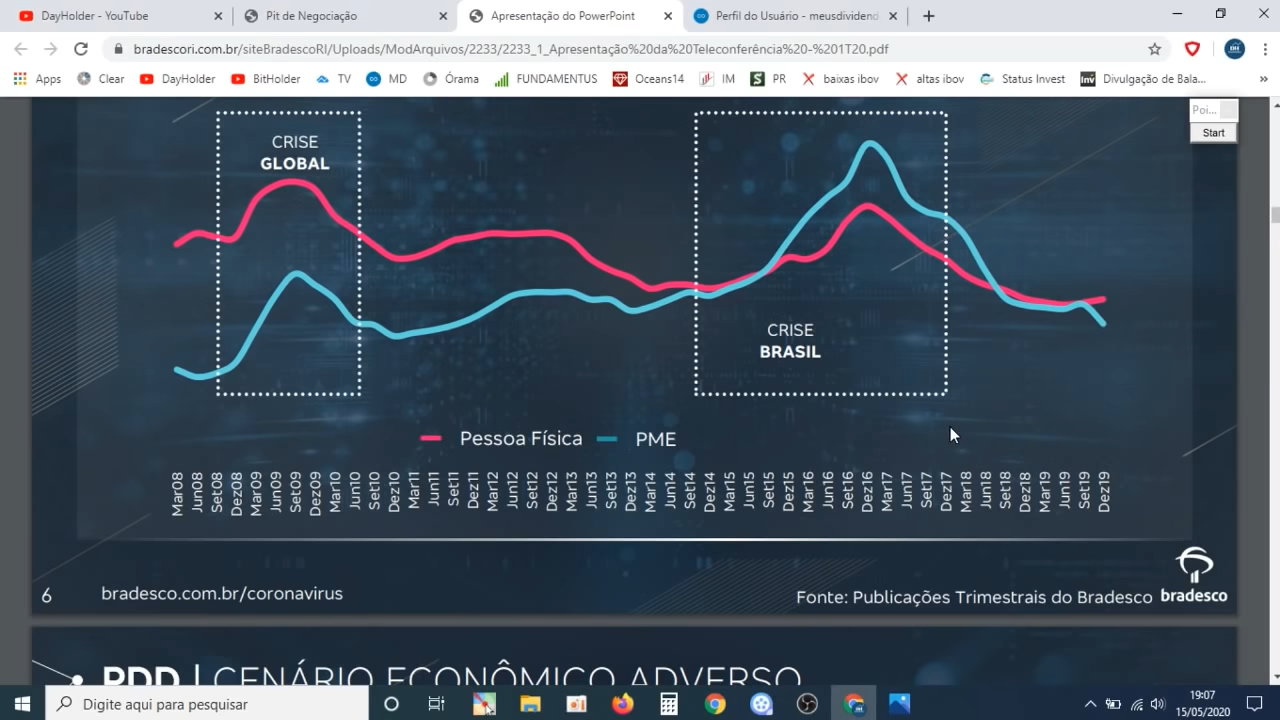 DayHolder - YouTube
Pit de Negociação
Apresentação do PowerPoint
Perfil do Usuário - meusdividend
bradescori.com.br/siteBradescoRI/Uploads/ModArquivos/2233/2233_1_Apresentação%20da%20Teleconferência%20-%201T20.pdf
Apps
Clear
DayHolder
BitHolder
TV
MD
Órama
FUNDAMENTUS
Oceans14
IM
PR
baixas ibov
altas ibov
Status Invest
Divulgação de Bala...
Poi...
Start
CRISE
GLOBAL
CRISE
BRASIL
Pessoa Física
PME
Mar08
Jun08
Set08
Dez08
Mar09
Jun09
Set09
Dez09
Mar10
Jun10
Set10
Dez10
Mar11
Jun11
Set11
Dez11
Mar12
Jun12
Set12
Dez12
Mar13
Jun13
Set13
Dez13
Mar14
Jun14
Set14
Dez14
Mar15
Jun15
Set15
Dez15
Mar16
Jun16
Set16
Dez16
Mar17
Jun17
Set17
Dez17
Mar18
Jun18
Set18
Dez18
Mar19
Jun19
Set19
Dez19
6
bradesco.com.br/coronavirus
Fonte: Publicações Trimestrais do Bradesco
bradesco
PDD | CENÁRIO ECONÔMICO ADVERSO
Digite aqui para pesquisar
19:07
15/05/2020